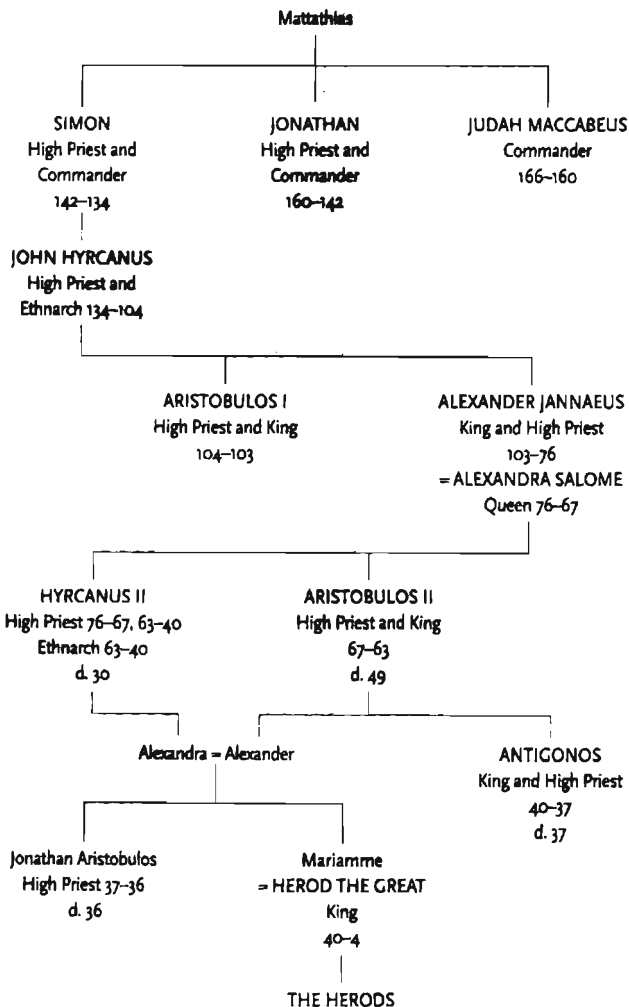 Mattathias
SIMON
High Priest and
Commander
142–134
JONATHAN
High Priest and
Commander
160–142
JUDAH MACCABEUS
Commander
166–160
JOHN HYRCANUS
High Priest and
Ethnarch 134–104
ARISTOBULOS I
High Priest and King
104–103
ALEXANDER JANNAEUS
King and High Priest
103–76
= ALEXANDRA SALOME
Queen 76–67
HYRCANUS II
High Priest 76–67, 63–40
Ethnarch 63–40
d. 30
ARISTOBULOS II
High Priest and King
67–63
d. 49
Alexandra = Alexander
ANTIGONOS
King and High Priest
40–37
d. 37
Jonathan Aristobulos
High Priest 37–36
d. 36
Mariamme
= HEROD THE GREAT
King
40–4
THE HERODS